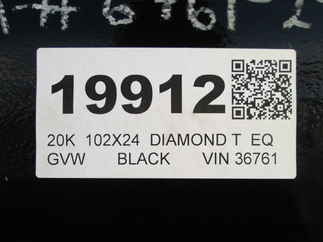 19912
20K 102X24 DIAMOND T EQ
GVW BLACK VIN 36761